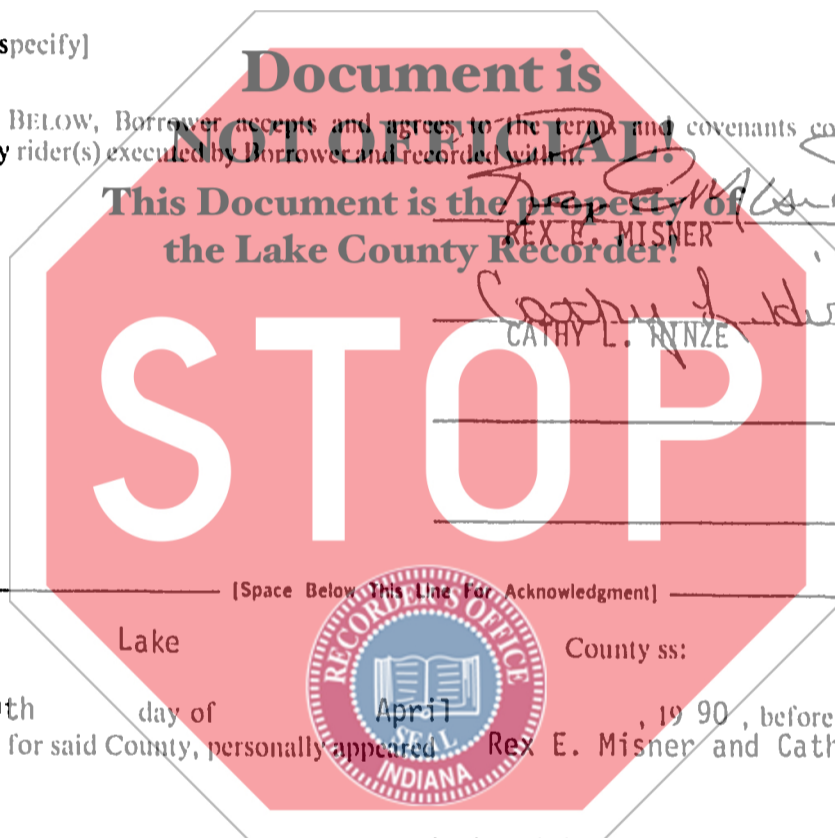 specify]
Document is
BELOW, Borrower accepts and agrees to the terms and covenants co
NOT OFFICIAL!
y rider(s) executed by Borrower and recorded with it.
This Document is the property of
REX E. MISNER
the Lake County Recorder!
Cathy L.
CATHY L. HINZE
STOP
[Space Below This Line For Acknowledgment]
RECORDER'S OFFICE
Lake County ss:
th day of April , 19 90 , before
SEAL
for said County, personally appeared Rex E. Misner and Cath
INDIANA